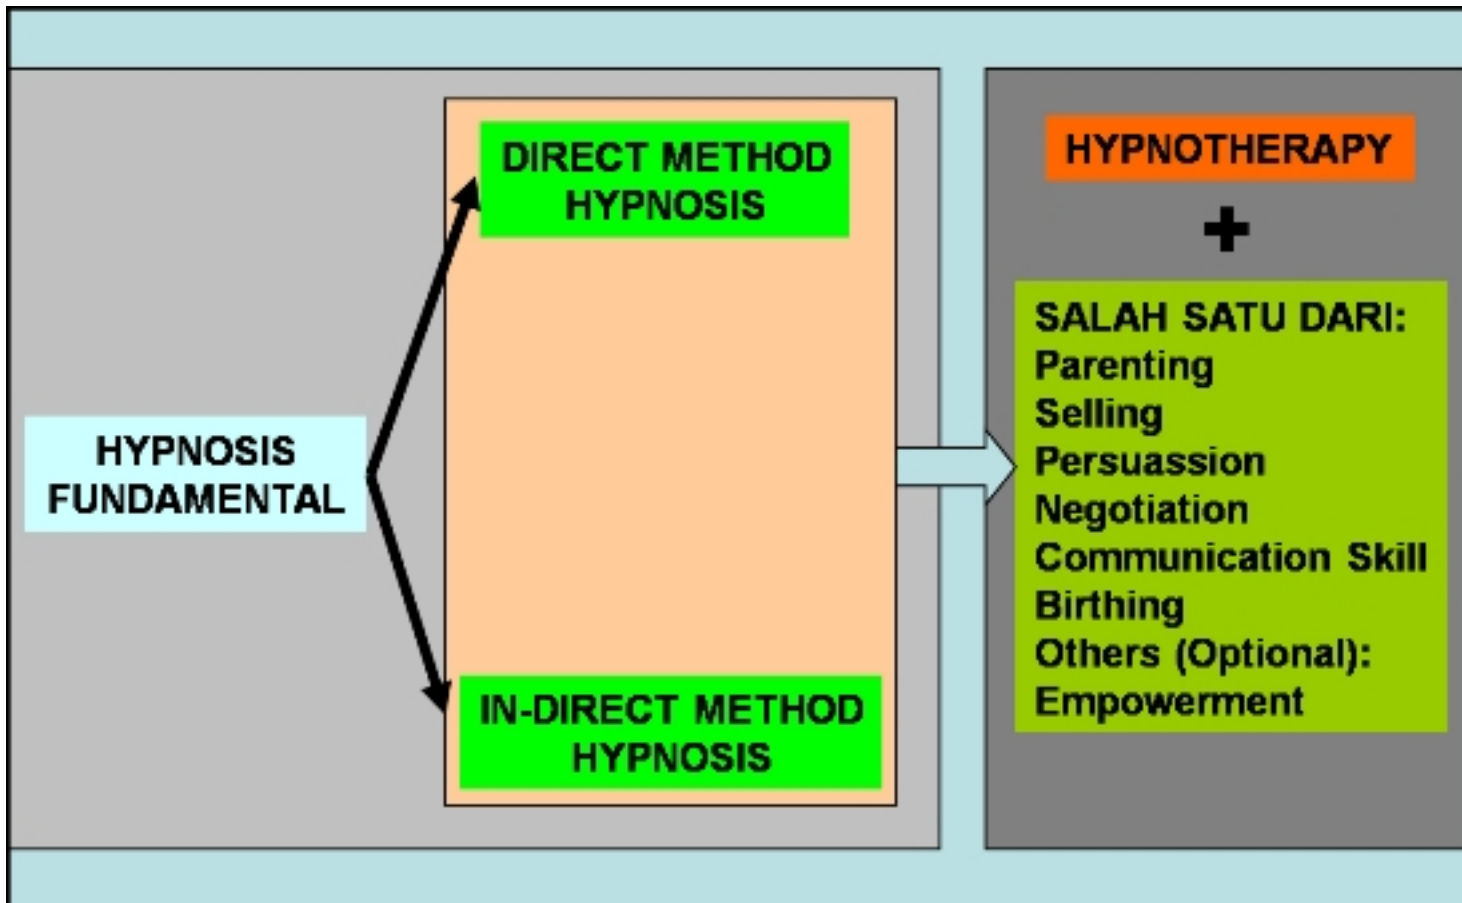 HYPNOSIS
FUNDAMENTAL
DIRECT METHOD
HYPNOSIS
IN-DIRECT METHOD
HYPNOSIS
HYPNOTHERAPY
+
SALAH SATU DARI:
Parenting
Selling
Persuassion
Negotiation
Communication Skill
Birthing
Others (Optional):
Empowerment